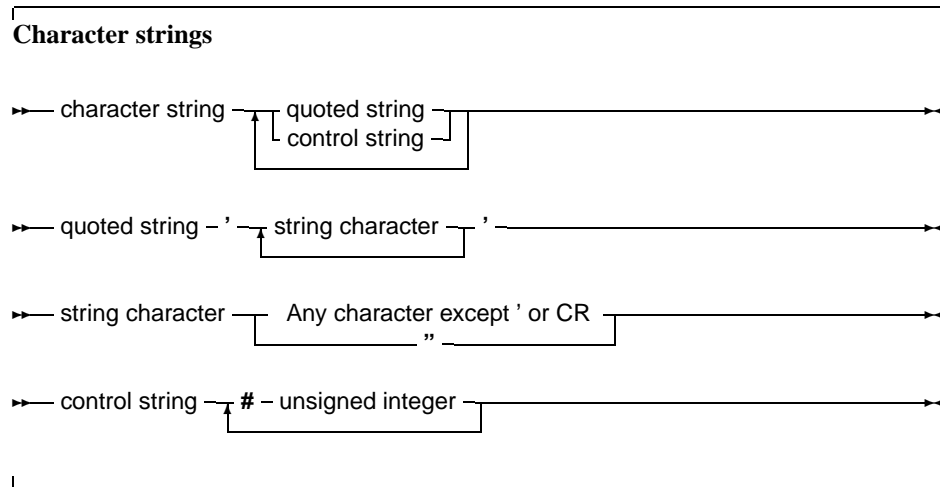 Character strings
character string quoted string
control string
quoted string ' string character '
string character Any character except ' or CR
''
control string # unsigned integer